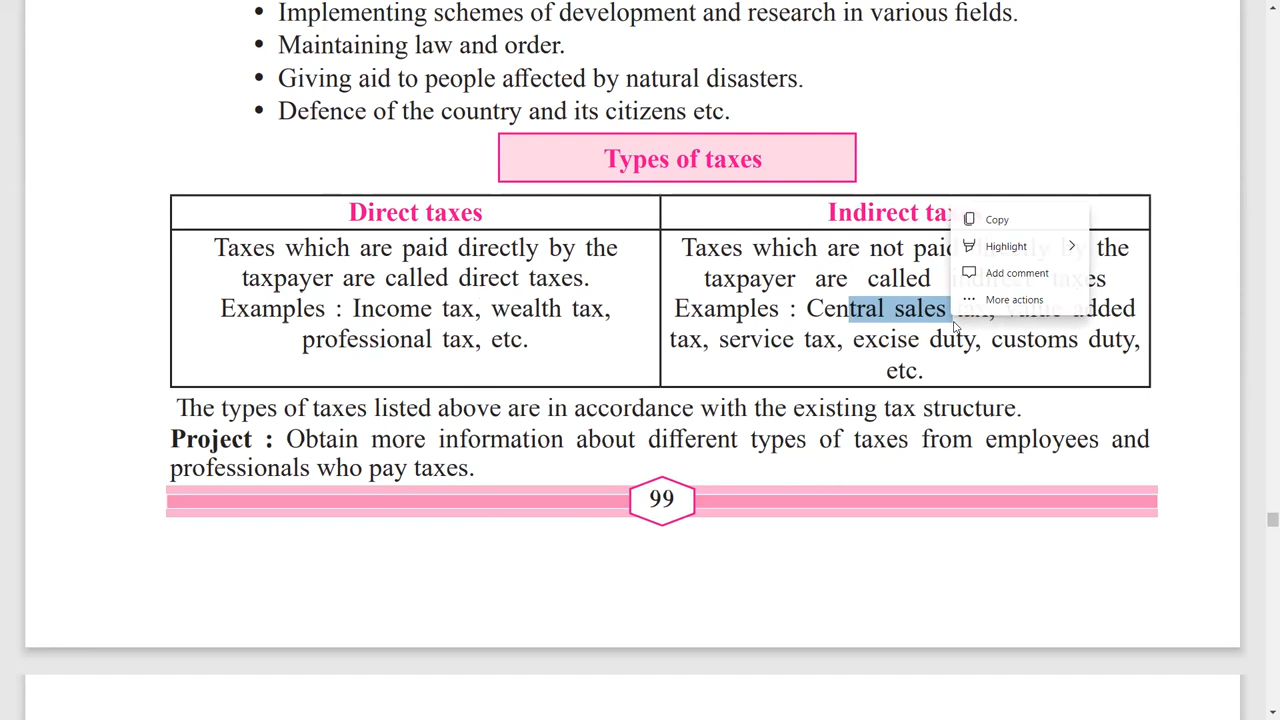 • Implementing schemes of development and research in various fields.
• Maintaining law and order.
• Giving aid to people affected by natural disasters.
• Defence of the country and its citizens etc.
Types of taxes
Direct taxes
Taxes which are paid directly by the
taxpayer are called direct taxes.
Examples : Income tax, wealth tax,
professional tax, etc.
Indirect
Taxes which are not paid by the
taxpayer are called indirect taxes
Examples : Central sales tax, value added
tax, service tax, excise duty, customs duty,
etc.
Copy
Highlight
Add comment
More actions
The types of taxes listed above are in accordance with the existing tax structure.
Project : Obtain more information about different types of taxes from employees and
professionals who pay taxes.
99